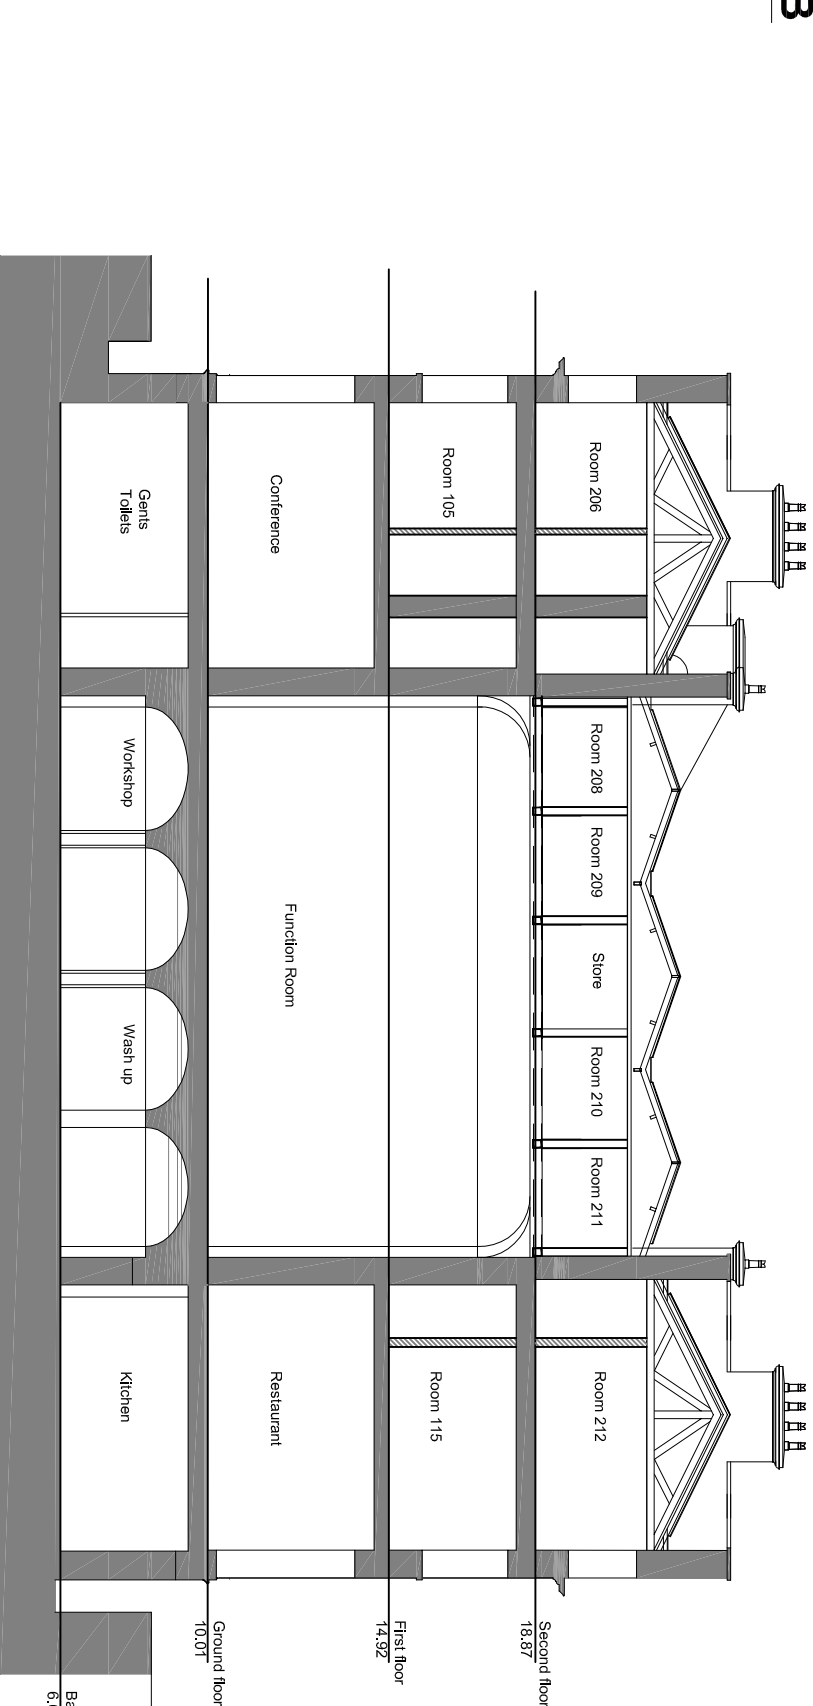 B
Room 206
Room 208
Room 209
Store
Room 210
Room 211
Room 212
Second floor
18.87
Room 105
Room 115
First floor
14.92
Conference
Function Room
Restaurant
Ground floor
10.01
Gents
Toilets
Workshop
Wash up
Kitchen